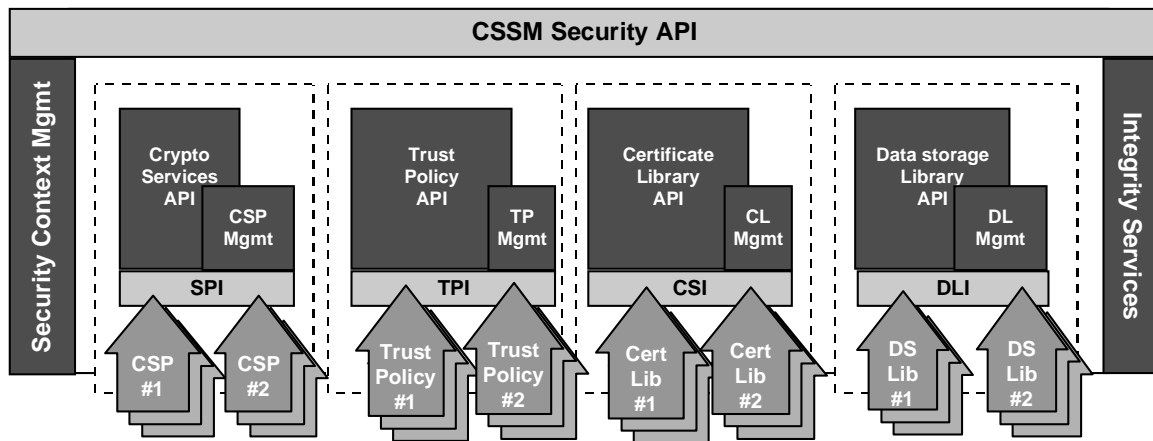 CSSM Security API
Security Context Mgmt
Crypto
Services
API
CSP
Mgmt
SPI
CSP
#1
CSP
#2
Trust
Policy
API
TP
Mgmt
TPI
Trust
Policy
#1
Trust
Policy
#2
Certificate
Library
API
CL
Mgmt
CSI
Cert
Lib
#1
Cert
Lib
#2
Data storage
Library
API
DL
Mgmt
DLI
DS
Lib
#1
DS
Lib
#2
Integrity Services